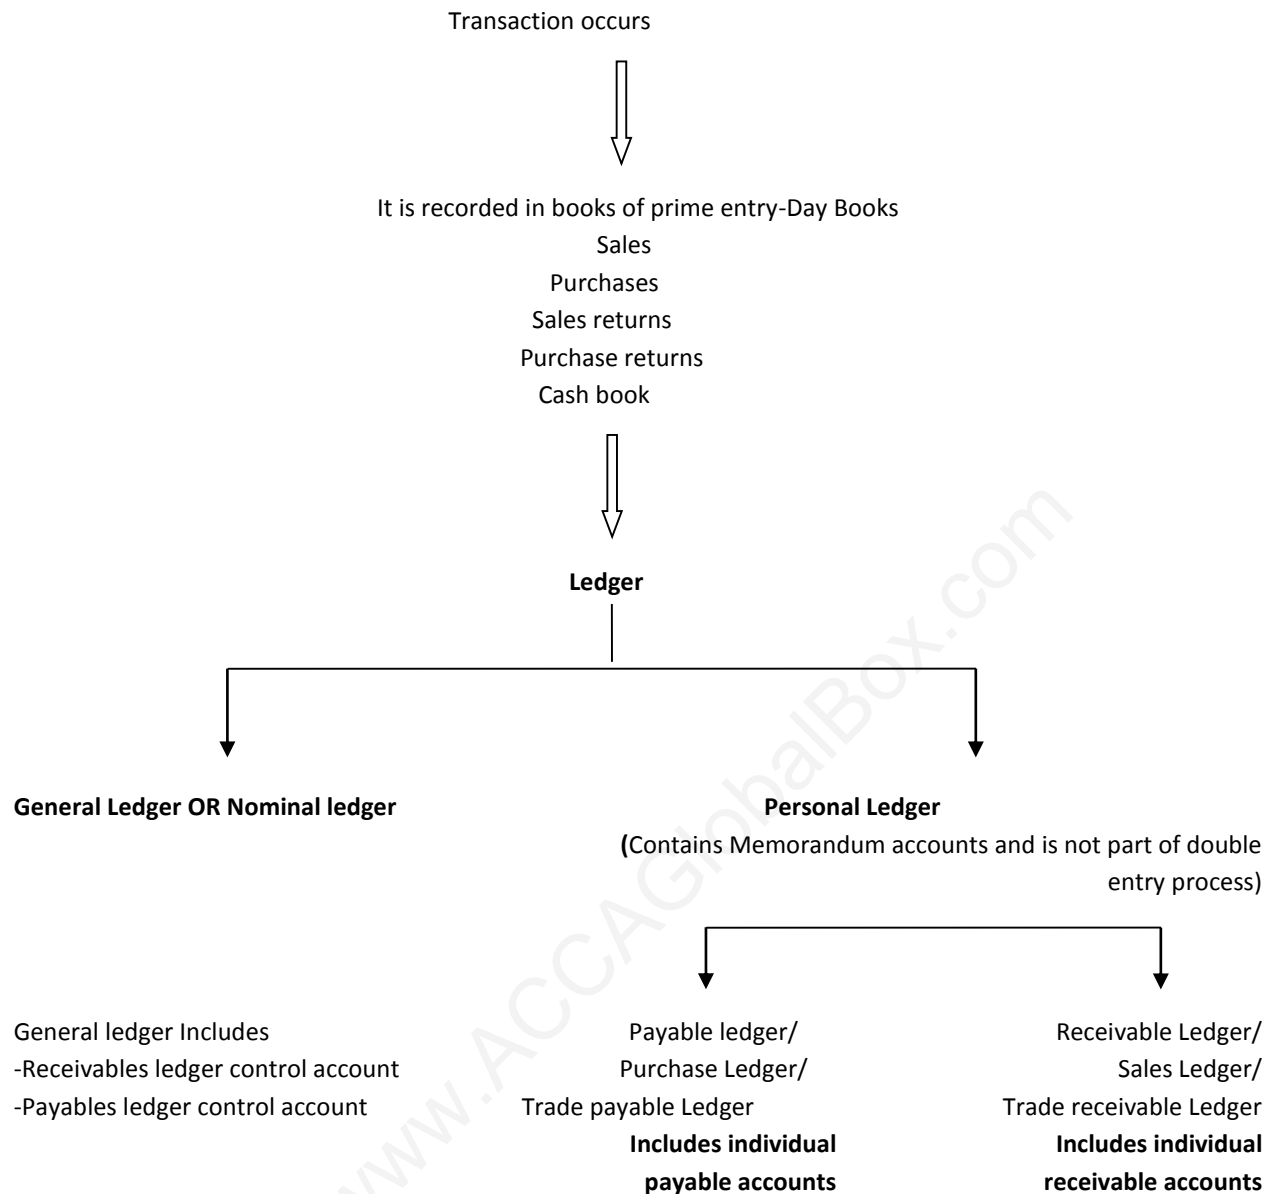 Transaction occurs
It is recorded in books of prime entry-Day Books
Sales
Purchases
Sales returns
Purchase returns
Cash book
Ledger
General Ledger OR Nominal ledger
Personal Ledger
(Contains Memorandum accounts and is not part of double
entry process)
General ledger Includes
-Receivables ledger control account
-Payables ledger control account
Payable ledger/
Purchase Ledger/
Trade payable Ledger
Includes individual
payable accounts
Receivable Ledger/
Sales Ledger/
Trade receivable Ledger
Includes individual
receivable accounts
www.ACCAGlobalBox.com